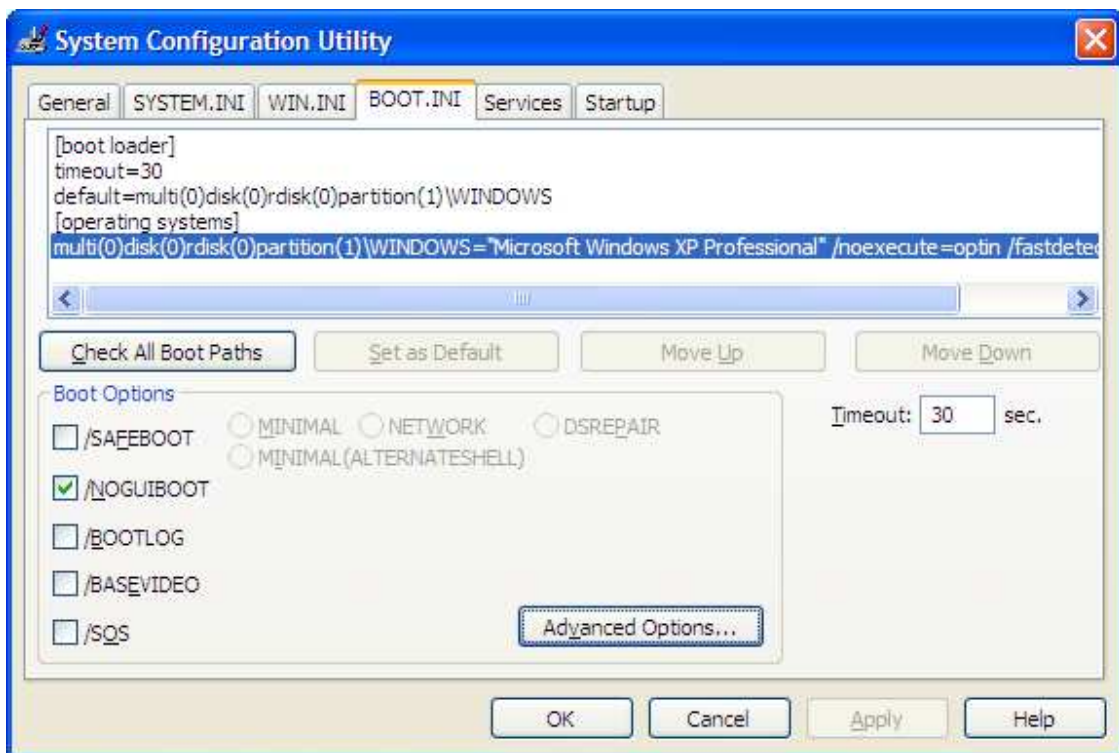 System Configuration Utility
General SYSTEM.INI WIN.INI BOOT.INI Services Startup
[boot loader]
timeout=30
default=multi(0)disk(0)rdisk(0)partition(1)\WINDOWS
[operating systems]
multi(0)disk(0)rdisk(0)partition(1)\WINDOWS="Microsoft Windows XP Professional" /noexecute=optin /fastdetec
Check All Boot Paths Set as Default Move Up Move Down
Boot Options
Timeout: 30 sec.
/SAFEBOOT MINIMAL NETWORK DSREPAIR
MINIMAL(ALTERNATESHELL)
/NOGUIBOOT
/BOOTLOG
/BASEVIDEO
/SOS
Advanced Options...
OK Cancel Apply Help